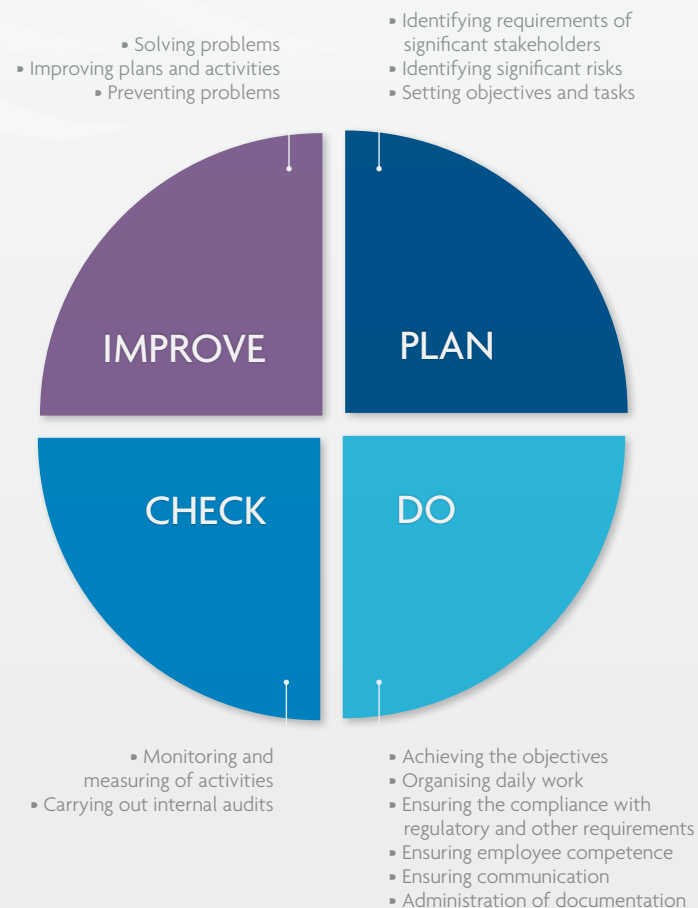 • Solving problems
• Improving plans and activities
• Preventing problems
• Identifying requirements of
significant stakeholders
• Identifying significant risks
• Setting objectives and tasks
IMPROVE
PLAN
CHECK
DO
• Monitoring and
measuring of activities
• Carrying out internal audits
• Achieving the objectives
• Organising daily work
• Ensuring the compliance with
regulatory and other requirements
• Ensuring employee competence
• Ensuring communication
• Administration of documentation